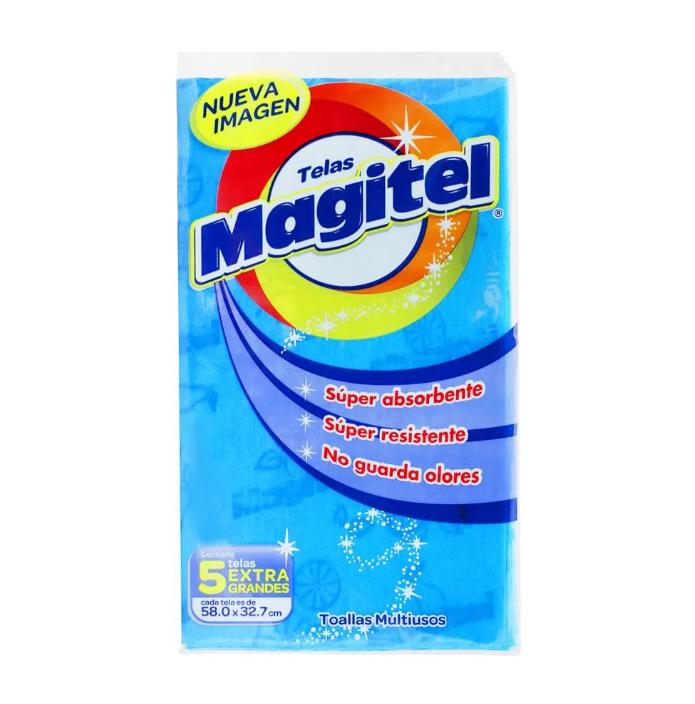 NUEVA
IMAGEN
Telas
Magitel
®
Súper absorbente
Súper resistente
No guarda olores
Contiene
5 telas
EXTRA
GRANDES
cada tela es de
58.0 x 32.7 cm
Toallas Multiusos